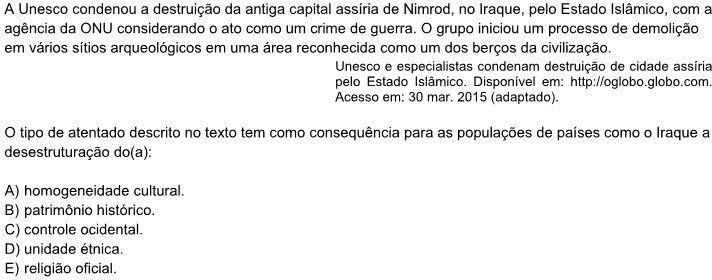 A Unesco condenou a destruição da antiga capital assíria de Nimrod, no Iraque, pelo Estado Islâmico, com a
agência da ONU considerando o ato como um crime de guerra. O grupo iniciou um processo de demolição
em vários sítios arqueológicos em uma área reconhecida como um dos berços da civilização.
Unesco e especialistas condenam destruição de cidade assíria
pelo Estado Islâmico. Disponível em: http://oglobo.globo.com.
Acesso em: 30 mar. 2015 (adaptado).
O tipo de atentado descrito no texto tem como consequência para as populações de países como o Iraque a
desestruturação do(a):
A) homogeneidade cultural.
B) patrimônio histórico.
C) controle ocidental.
D) unidade étnica.
E) religião oficial.